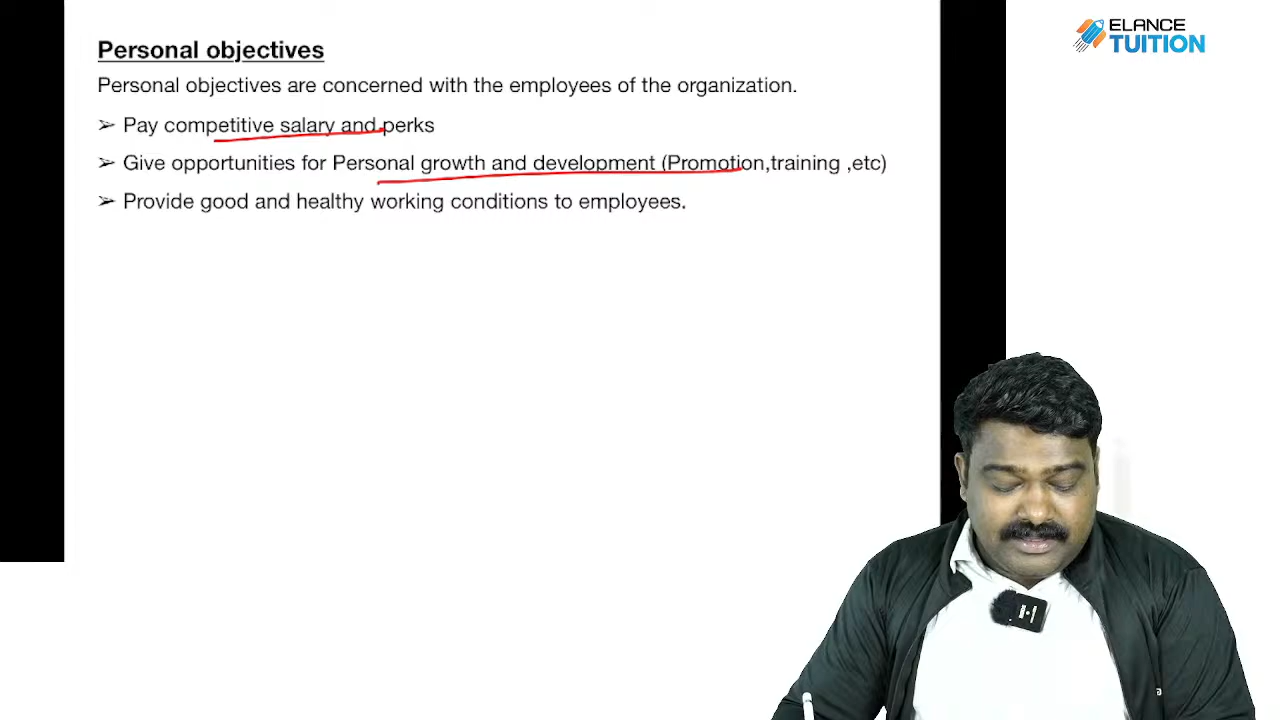 Personal objectives
Personal objectives are concerned with the employees of the organization.
➢ Pay competitive salary and perks
➢ Give opportunities for Personal growth and development (Promotion,training ,etc)
➢ Provide good and healthy working conditions to employees.
ELANCE
TUITION